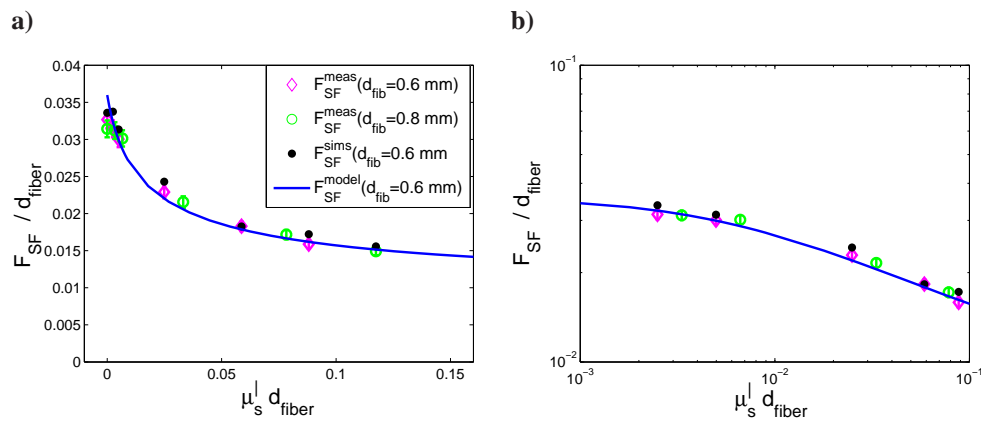 a)
0.04
0.035
0.03
0.025
0.02
0.015
0.01
0.005
0
0
0.05
0.1
0.15
F_SF / d_fiber
μ_s^| d_fiber
F_SF^meas(d_fib=0.6 mm)
F_SF^meas(d_fib=0.8 mm)
F_SF^sims(d_fib=0.6 mm
F_SF^model(d_fib=0.6 mm)
b)
10^-1
10^-2
10^-3
10^-2
10^-1
F_SF / d_fiber
μ_s^| d_fiber